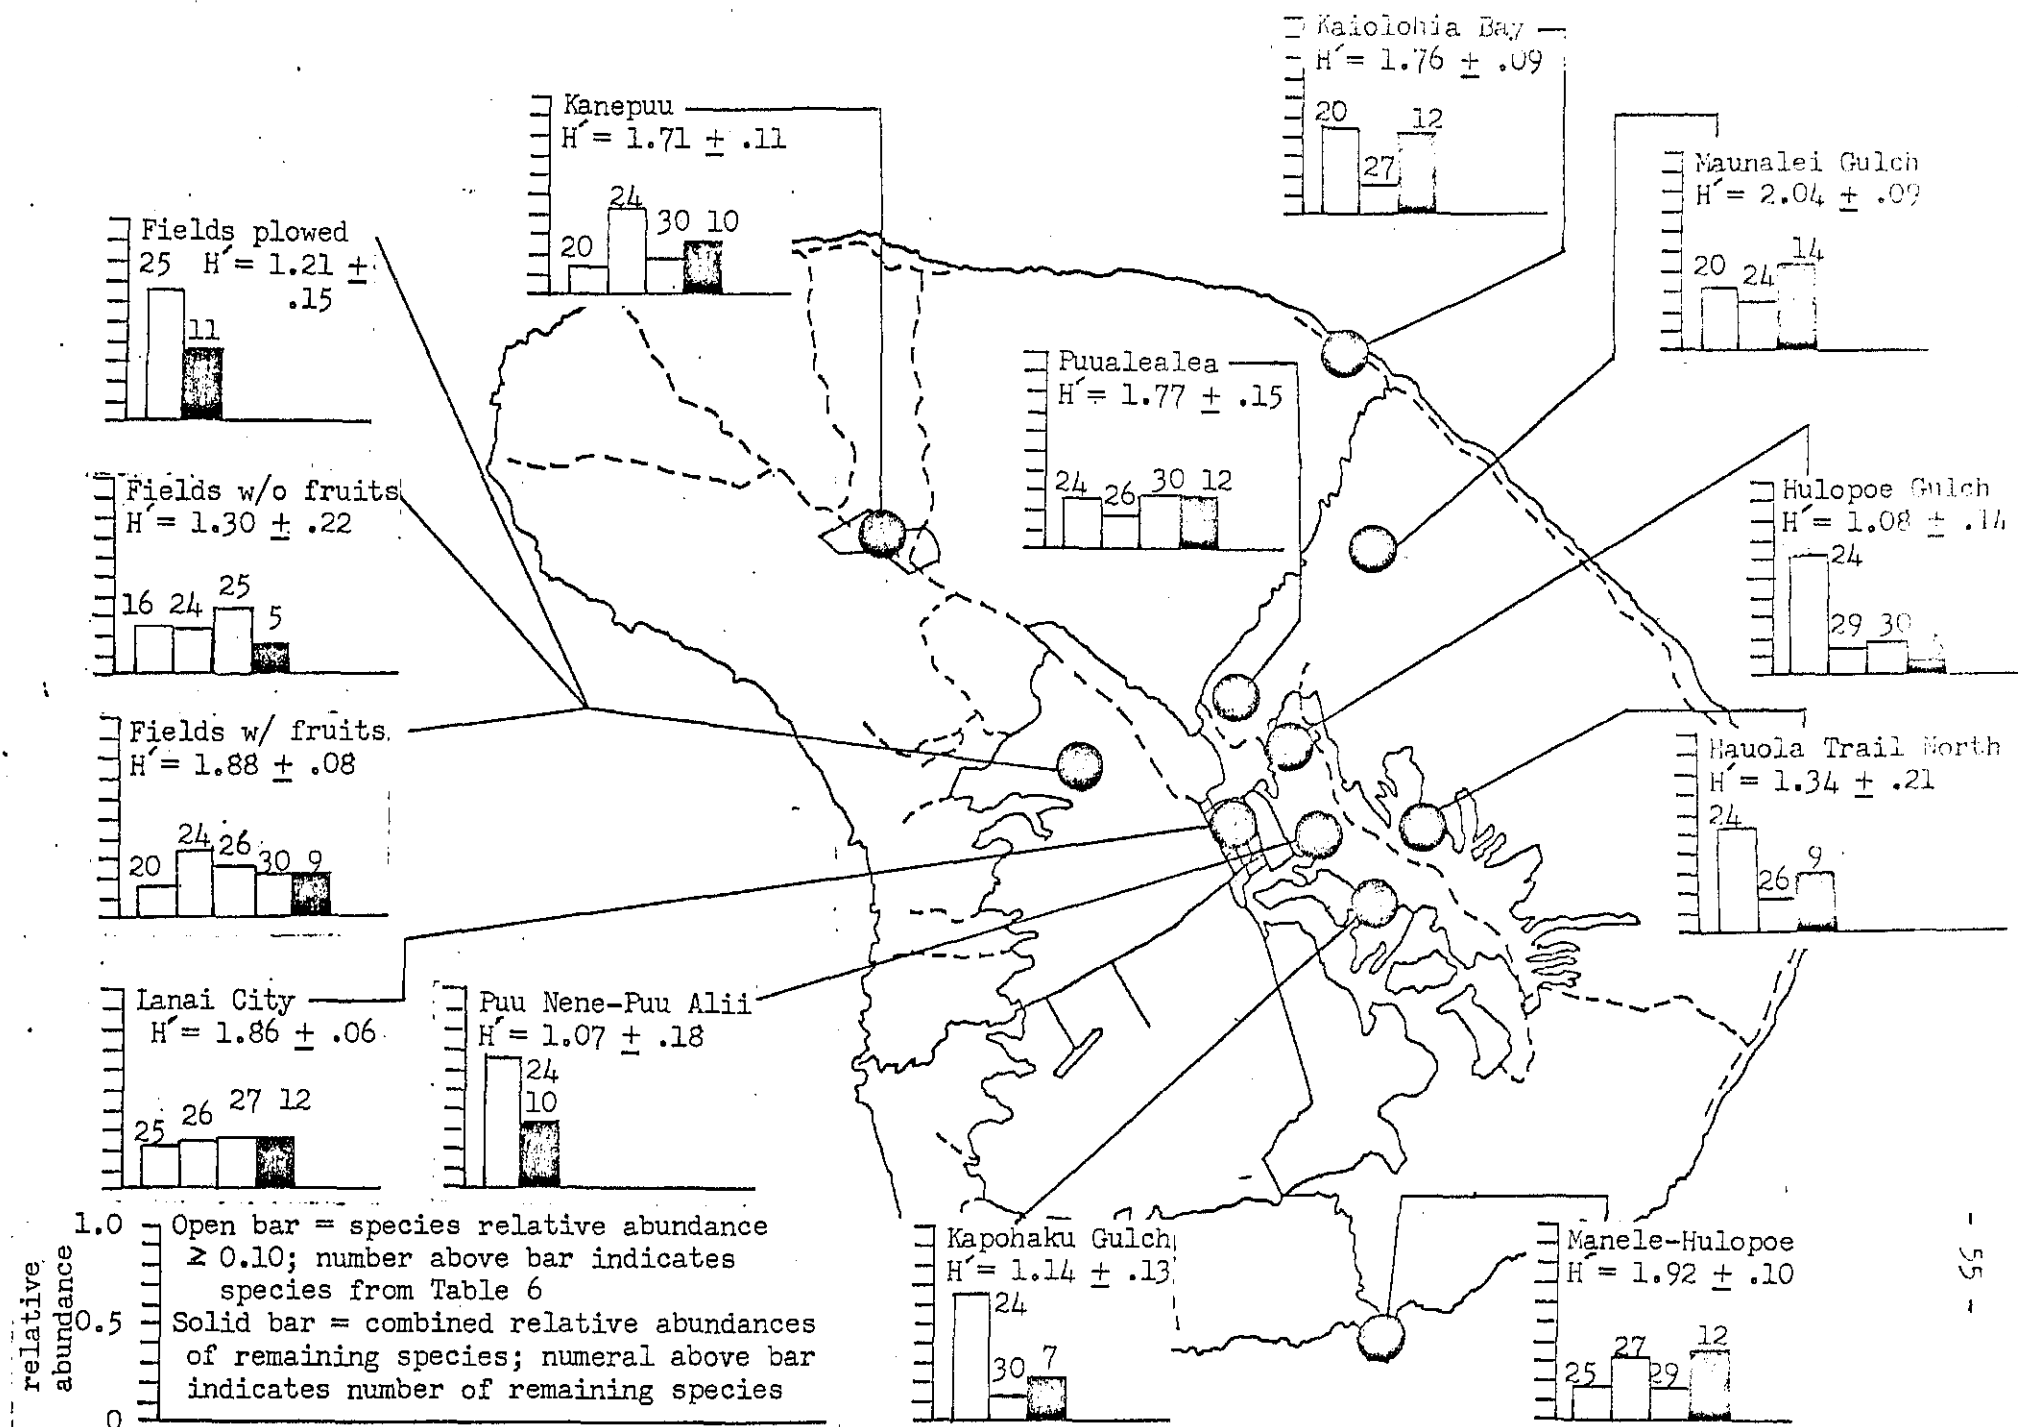 Kaiolohia Bay
H′= 1.76 ± .09
20
27
12
Kanepuu
H′= 1.71 ± .11
20
24
30
10
Maunalei Gulch
H′= 2.04 ± .09
20
24
14
Fields plowed
25 H′= 1.21 ±
.15
11
Puualealea
H′= 1.77 ± .15
24
26
30
12
Fields w/o fruits
H′= 1.30 ± .22
16
24
25
5
Hulopoe Gulch
H′= 1.08 ± .14
24
29
30
Fields w/ fruits
H′= 1.88 ± .08
20
24
26
30
9
Hauola Trail North
H′= 1.34 ± .21
24
26
9
Lanai City
H′= 1.86 ± .06
25
26
27
12
Puu Nene-Puu Alii
H′= 1.07 ± .18
24
10
Kapohaku Gulch
H′= 1.14 ± .13
24
30
7
Manele-Hulopoe
H′= 1.92 ± .10
25
27
29
12
relative
abundance
1.0
0.5
0
Open bar = species relative abundance
≥ 0.10; number above bar indicates
species from Table 6
Solid bar = combined relative abundances
of remaining species; numeral above bar
indicates number of remaining species
- 55 -